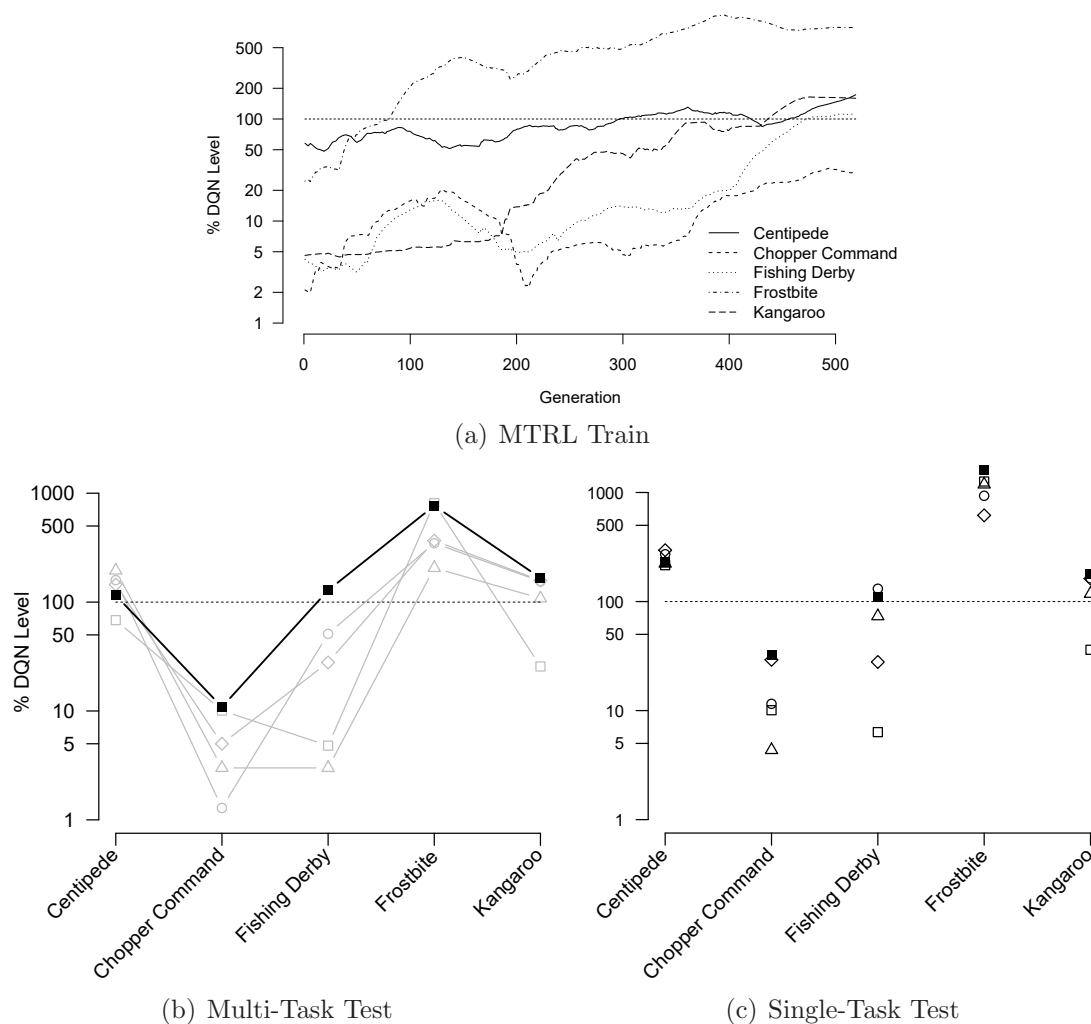 500
200
100
50
20
10
5
2
1
% DQN Level
Centipede
Chopper Command
Fishing Derby
Frostbite
Kangaroo
0 100 200 300 400 500
Generation
(a) MTRL Train
1000
500
100
50
10
5
1
% DQN Level
Centipede
Chopper Command
Fishing Derby
Frostbite
Kangaroo
(b) Multi-Task Test
1000
500
100
50
10
5
1
Centipede
Chopper Command
Fishing Derby
Frostbite
Kangaroo
(c) Single-Task Test